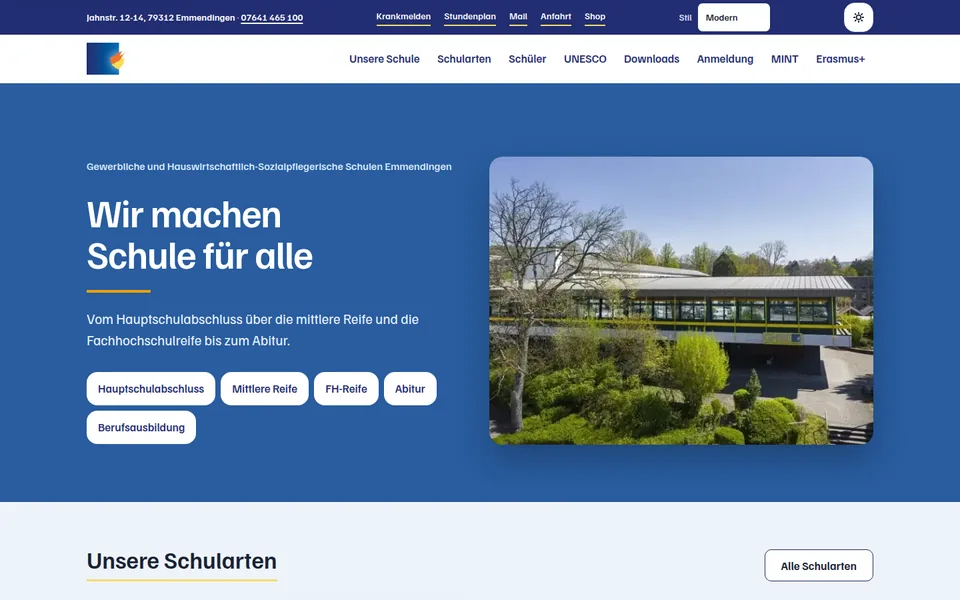 Jahnstr. 12-14, 79312 Emmendingen · 07641 465 100
Krankmelden Stundenplan Mail Anfahrt Shop
Stil Modern
Unsere Schule Schularten Schüler UNESCO Downloads Anmeldung MINT Erasmus+
Gewerbliche und Hauswirtschaftlich-Sozialpflegerische Schulen Emmendingen
Wir machen
Schule für alle
Vom Hauptschulabschluss über die mittlere Reife und die
Fachhochschulreife bis zum Abitur.
Hauptschulabschluss Mittlere Reife FH-Reife Abitur
Berufsausbildung
Unsere Schularten
Alle Schularten